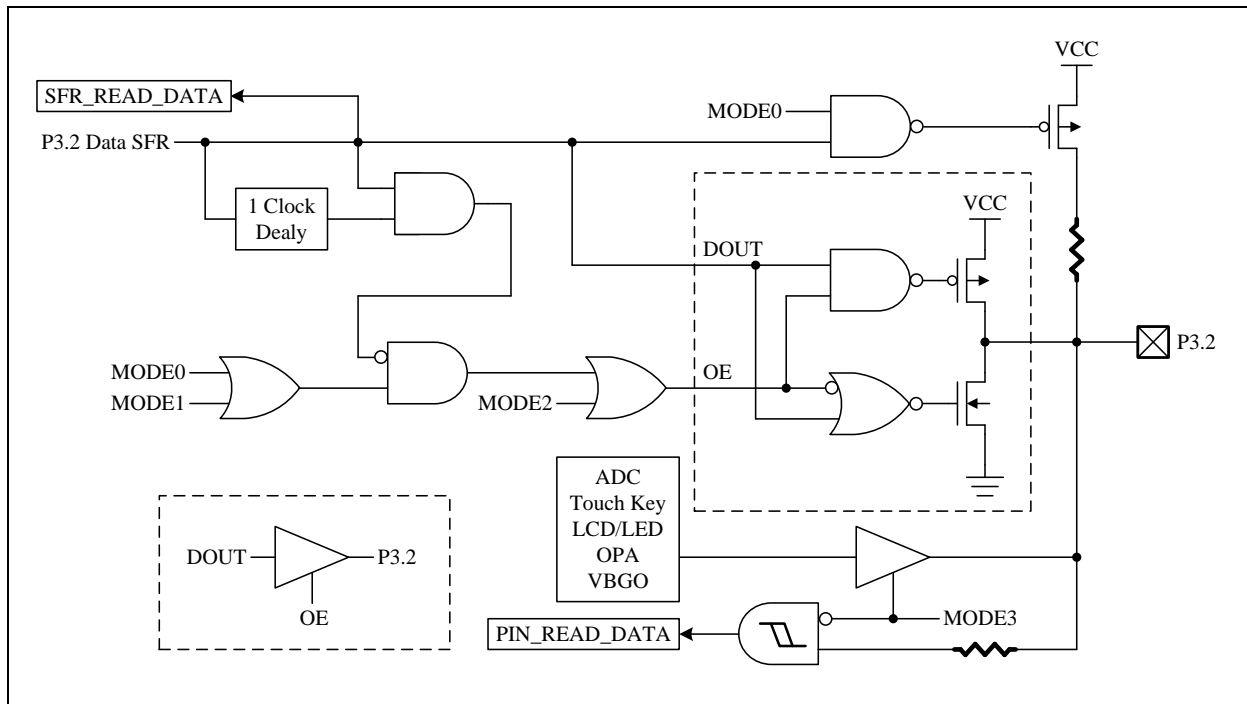 VCC
SFR_READ_DATA
MODE0
P3.2 Data SFR
1 Clock
Dealy
VCC
DOUT
P3.2
MODE0
MODE1
MODE2
OE
ADC
Touch Key
LCD/LED
OPA
VBGO
DOUT
P3.2
OE
MODE3
PIN_READ_DATA